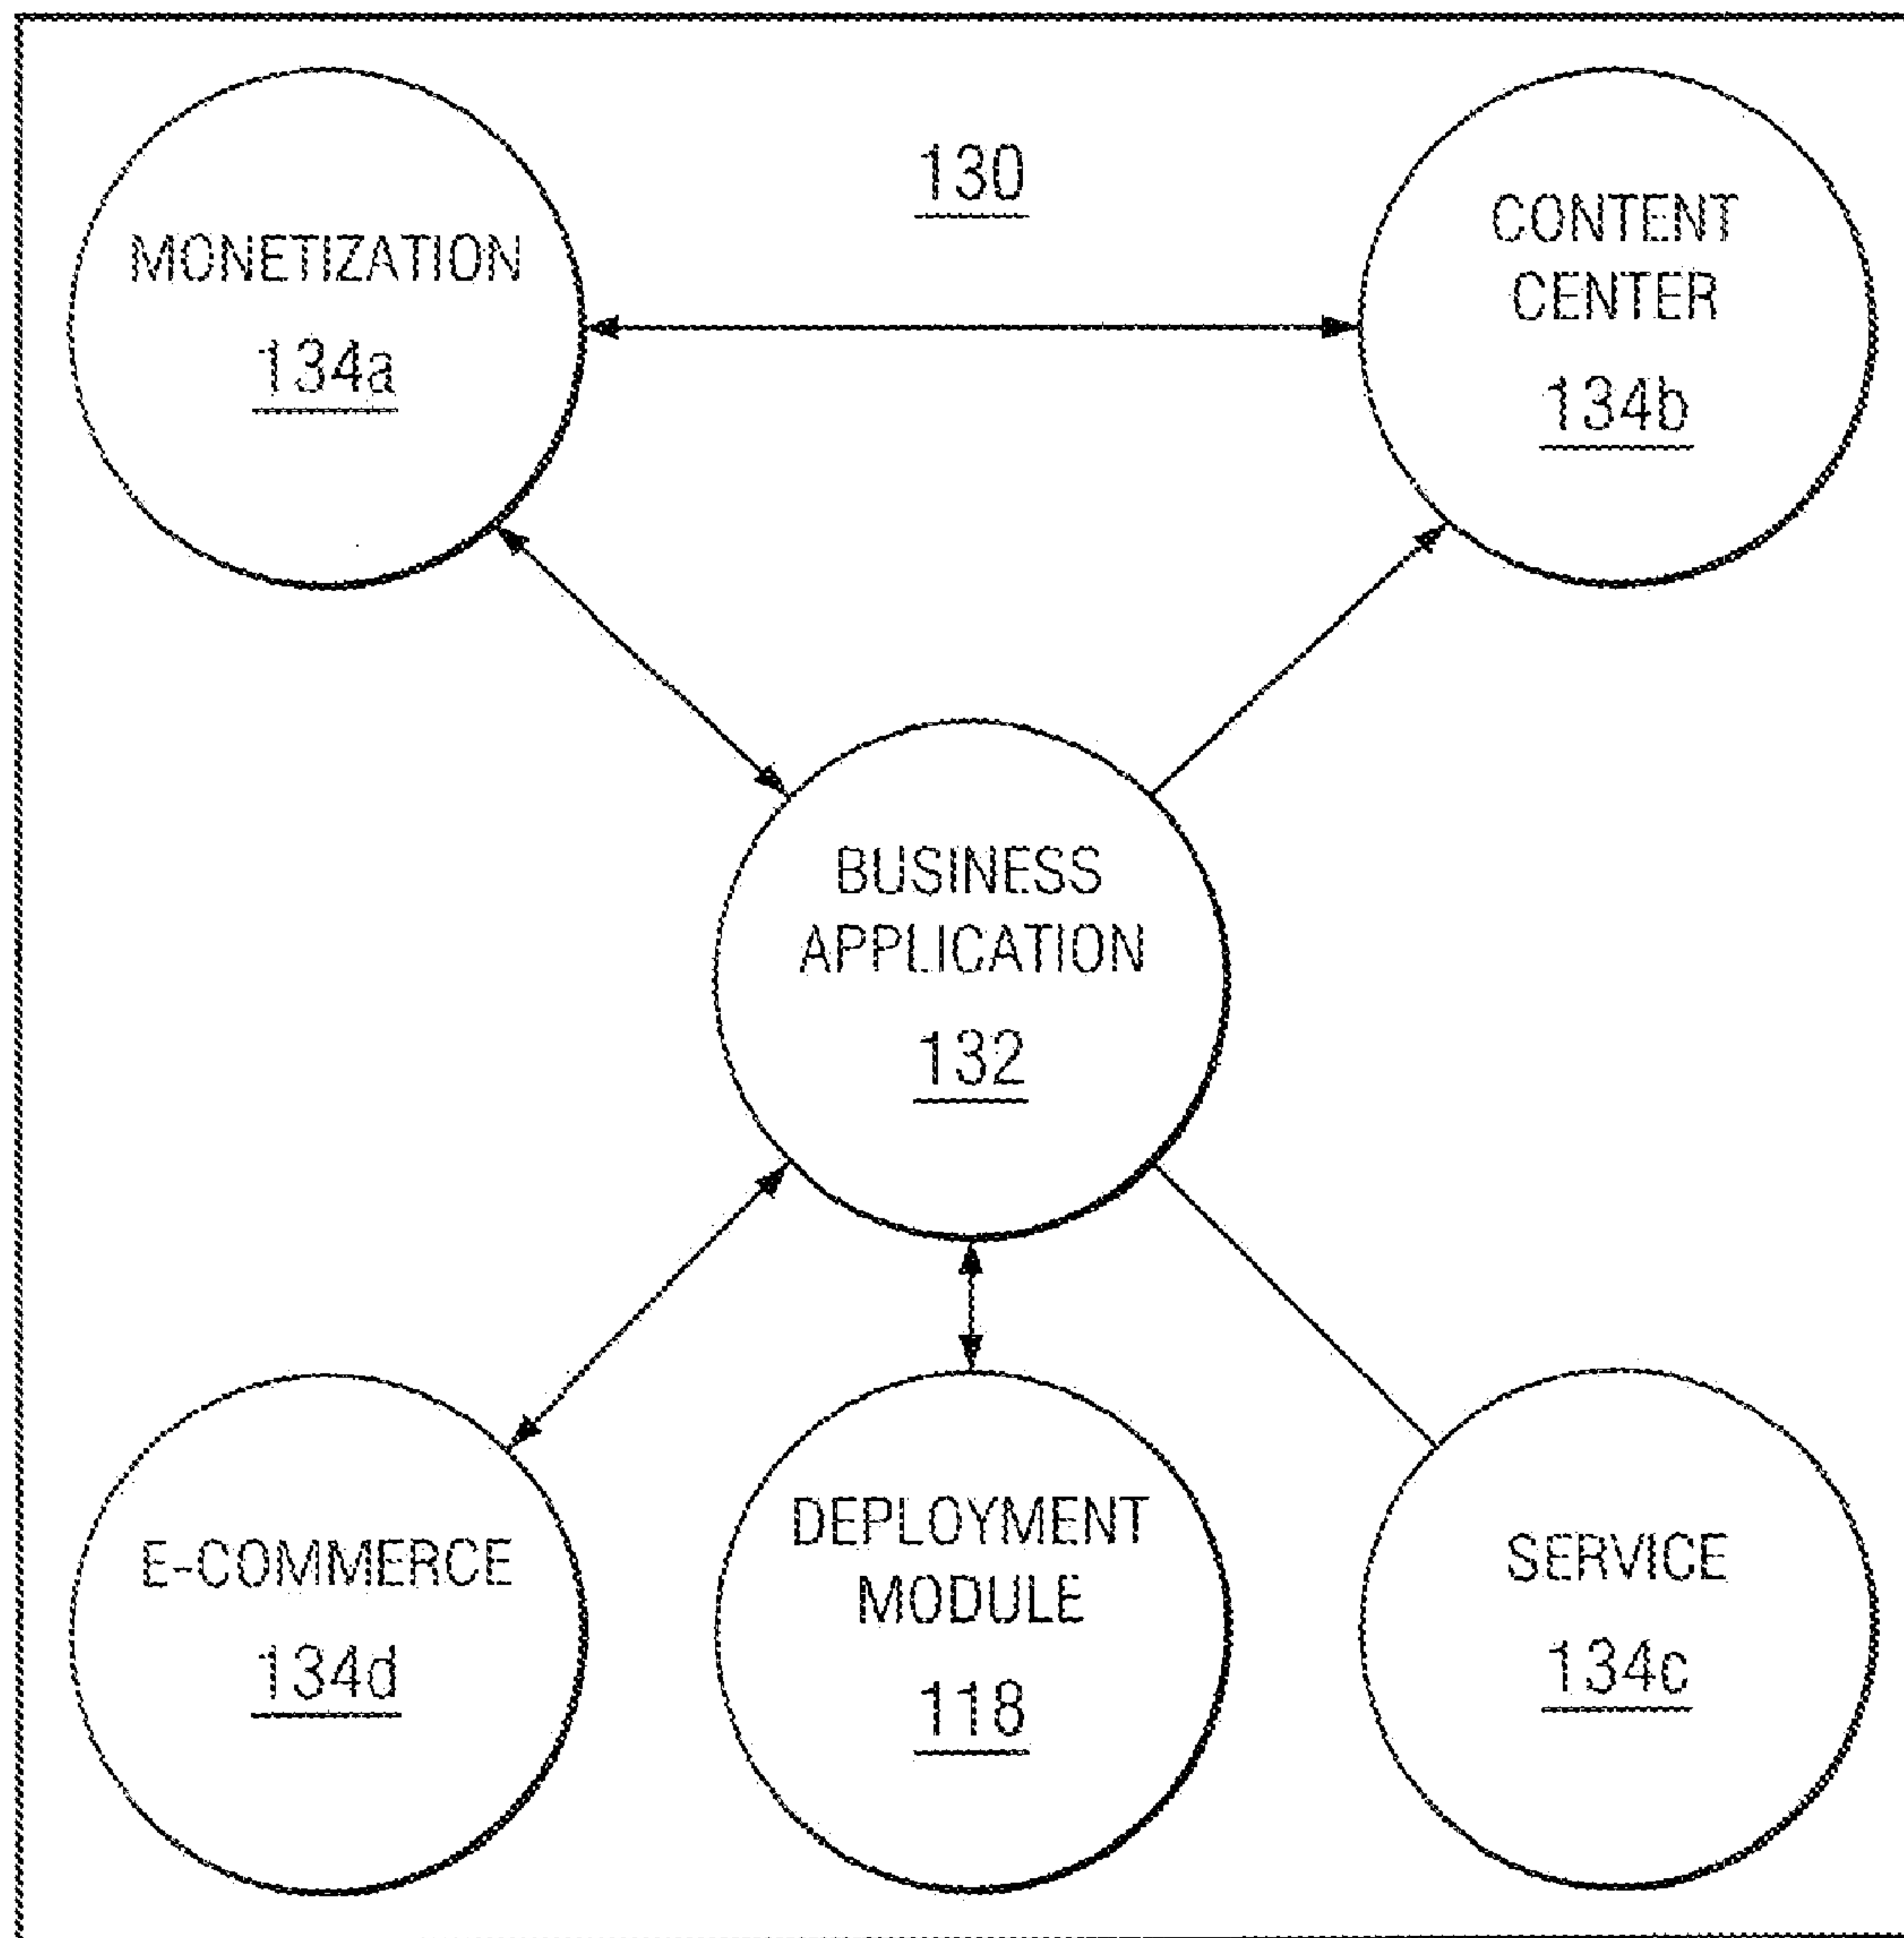 130
MONETIZATION
134a
CONTENT
CENTER
134b
BUSINESS
APPLICATION
132
E-COMMERCE
134d
DEPLOYMENT
MODULE
118
SERVICE
134c